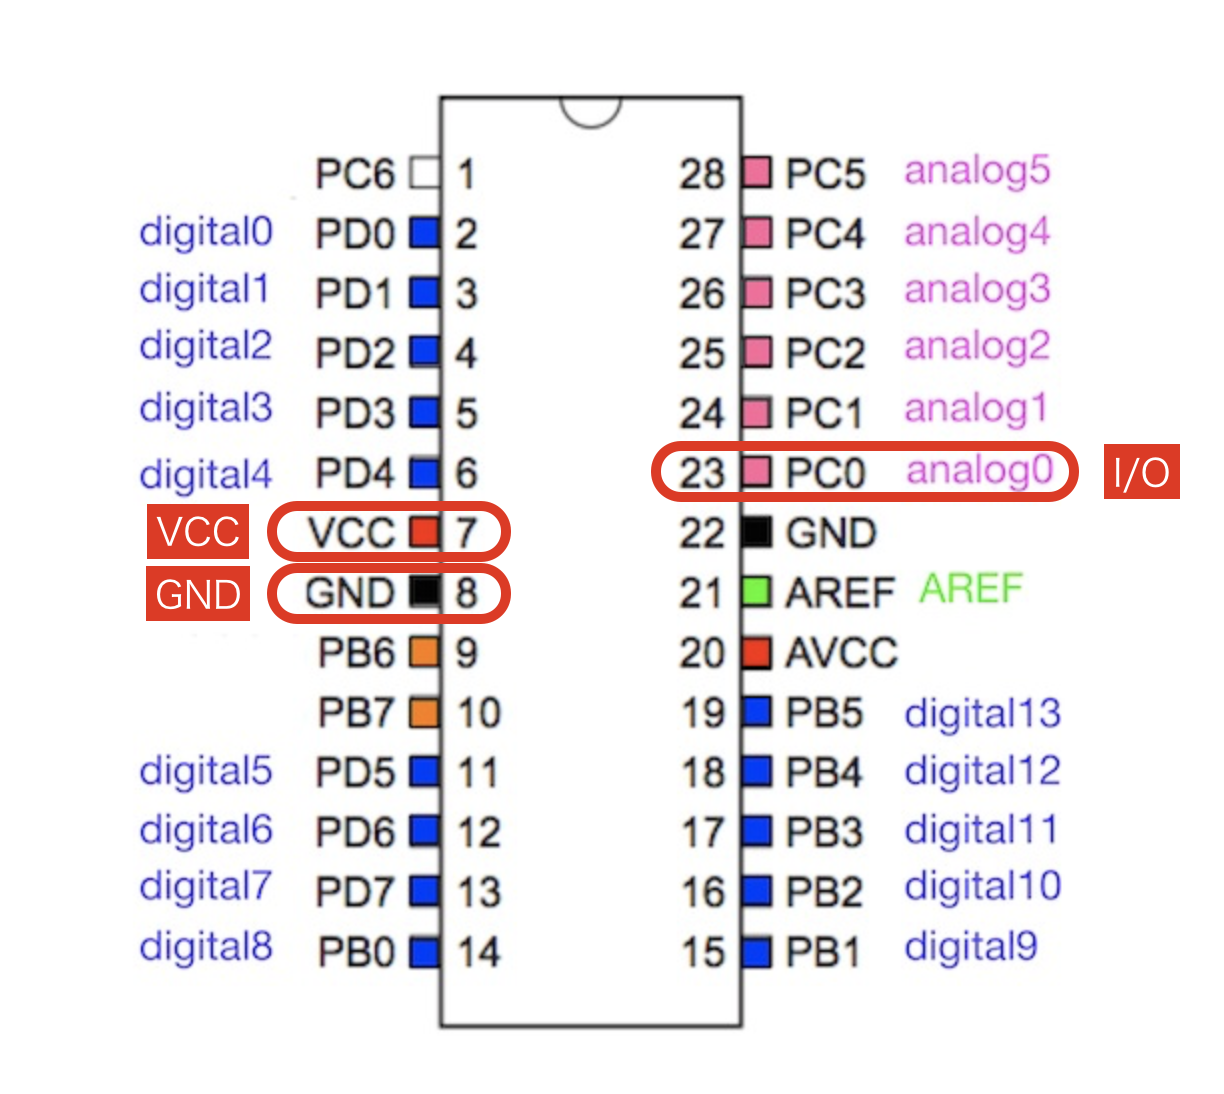 PC6 1 28 PC5 analog5
digital0 PD0 2 27 PC4 analog4
digital1 PD1 3 26 PC3 analog3
digital2 PD2 4 25 PC2 analog2
digital3 PD3 5 24 PC1 analog1
digital4 PD4 6 23 PC0 analog0 I/O
VCC VCC 7 22 GND
GND GND 8 21 AREF AREF
PB6 9 20 AVCC
PB7 10 19 PB5 digital13
digital5 PD5 11 18 PB4 digital12
digital6 PD6 12 17 PB3 digital11
digital7 PD7 13 16 PB2 digital10
digital8 PB0 14 15 PB1 digital9